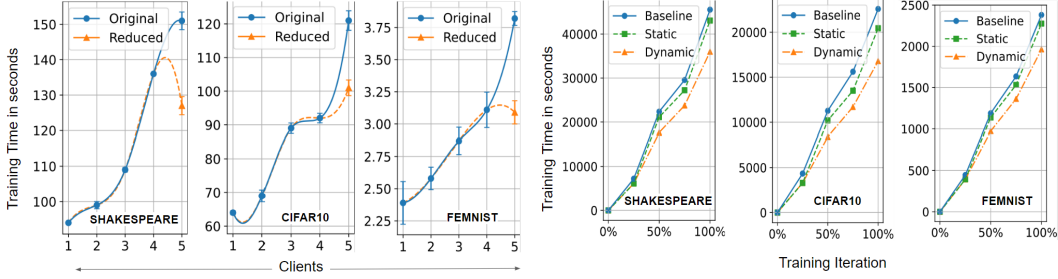 Training Time in seconds
150
140
130
120
110
100
Original
Reduced
SHAKESPEARE
1 2 3 4 5
120
110
100
90
80
70
60
Original
Reduced
CIFAR10
1 2 3 4 5
3.75
3.50
3.25
3.00
2.75
2.50
2.25
Original
Reduced
FEMNIST
1 2 3 4 5
Clients
Training Time in seconds
40000
30000
20000
10000
0
Baseline
Static
Dynamic
SHAKESPEARE
0% 50% 100%
20000
15000
10000
5000
0
Baseline
Static
Dynamic
CIFAR10
0% 50% 100%
2500
2000
1500
1000
500
0
Baseline
Static
Dynamic
FEMNIST
0% 50% 100%
Training Iteration